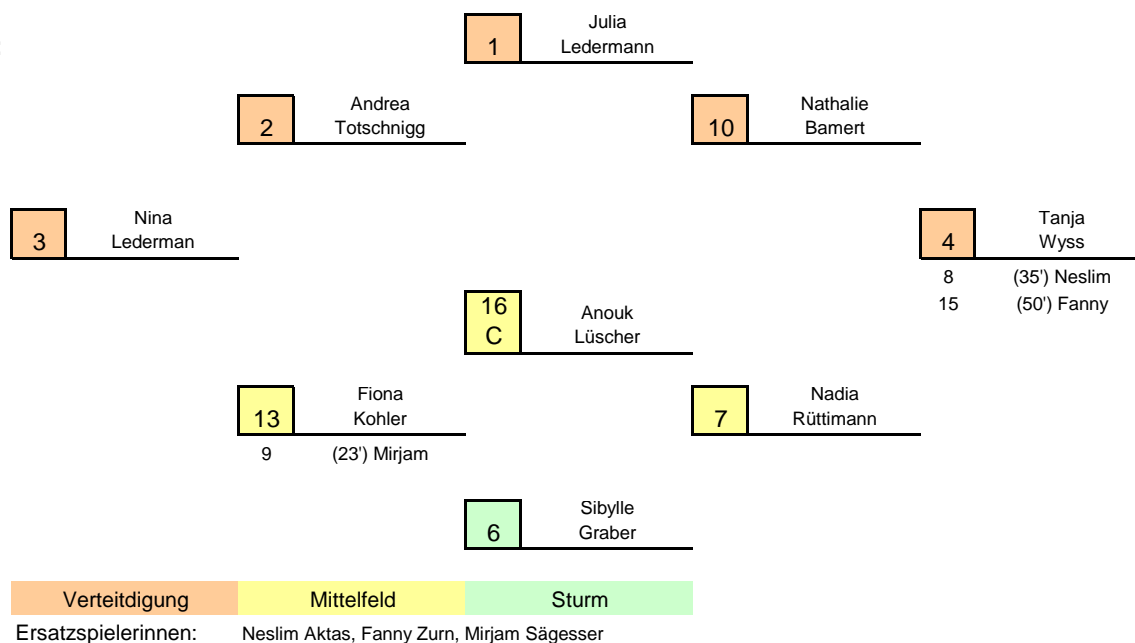 1 Julia
Ledermann
2 Andrea
Totschnigg
10 Nathalie
Bamert
3 Nina
Lederman
4 Tanja
Wyss
8 (35') Neslim
15 (50') Fanny
16
C
Anouk
Lüscher
13 Fiona
Kohler
9 (23') Mirjam
7 Nadia
Rüttimann
6 Sibylle
Graber
Verteitdigung Mittelfeld Sturm
Ersatzspielerinnen: Neslim Aktas, Fanny Zurn, Mirjam Sägesser